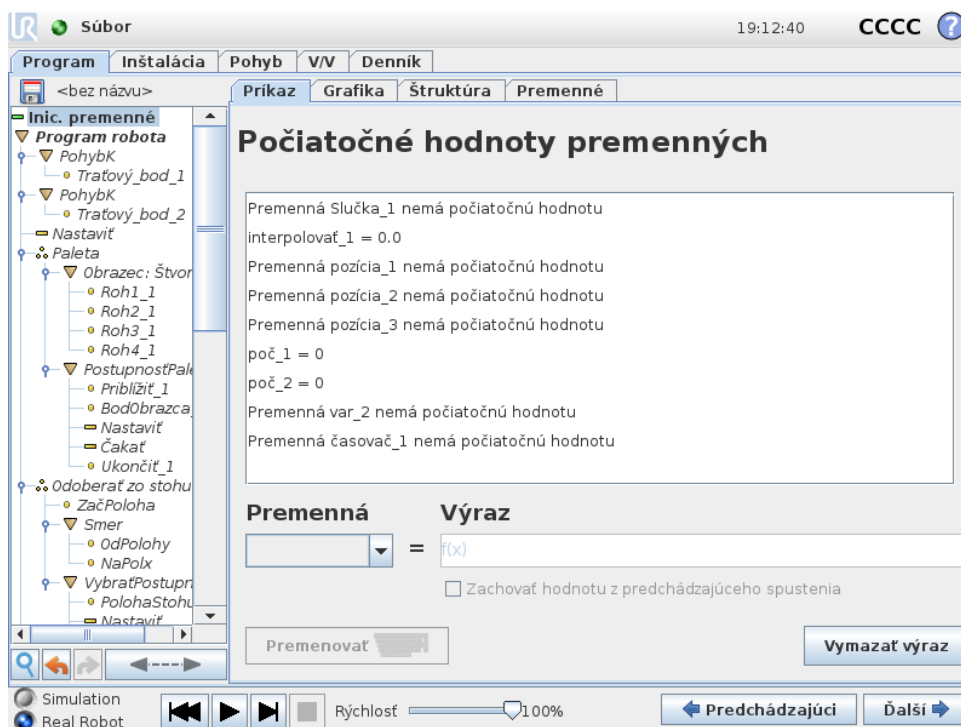 UR Súbor 19:12:40 CCCC ?
Program Inštalácia Pohyb V/V Denník
<bez názvu> Príkaz Grafika Štruktúra Premenné
Inic. premenné
Program robota
PohybK
Traťový_bod_1
PohybK
Traťový_bod_2
Nastaviť
Paleta
Obrazec: Štvor
Roh1_1
Roh2_1
Roh3_1
Roh4_1
PostupnosťPale
Priblížiť_1
BodObrazca_
Nastaviť
Čakať
Ukončiť_1
Odoberať zo stohu
ZačPoloha
Smer
OdPolohy
NaPolx
VybraťPostupn
PolohaStohu
Nastaviť
Počiatočné hodnoty premenných
Premenná Slučka_1 nemá počiatočnú hodnotu
interpolovať_1 = 0.0
Premenná pozícia_1 nemá počiatočnú hodnotu
Premenná pozícia_2 nemá počiatočnú hodnotu
Premenná pozícia_3 nemá počiatočnú hodnotu
poč_1 = 0
poč_2 = 0
Premenná var_2 nemá počiatočnú hodnotu
Premenná časovač_1 nemá počiatočnú hodnotu
Premenná Výraz
= f(x)
Zachovať hodnotu z predchádzajúceho spustenia
Premenovať
Vymazať výraz
Simulation
Real Robot
Rýchlosť 100%
Predchádzajúci Ďalší